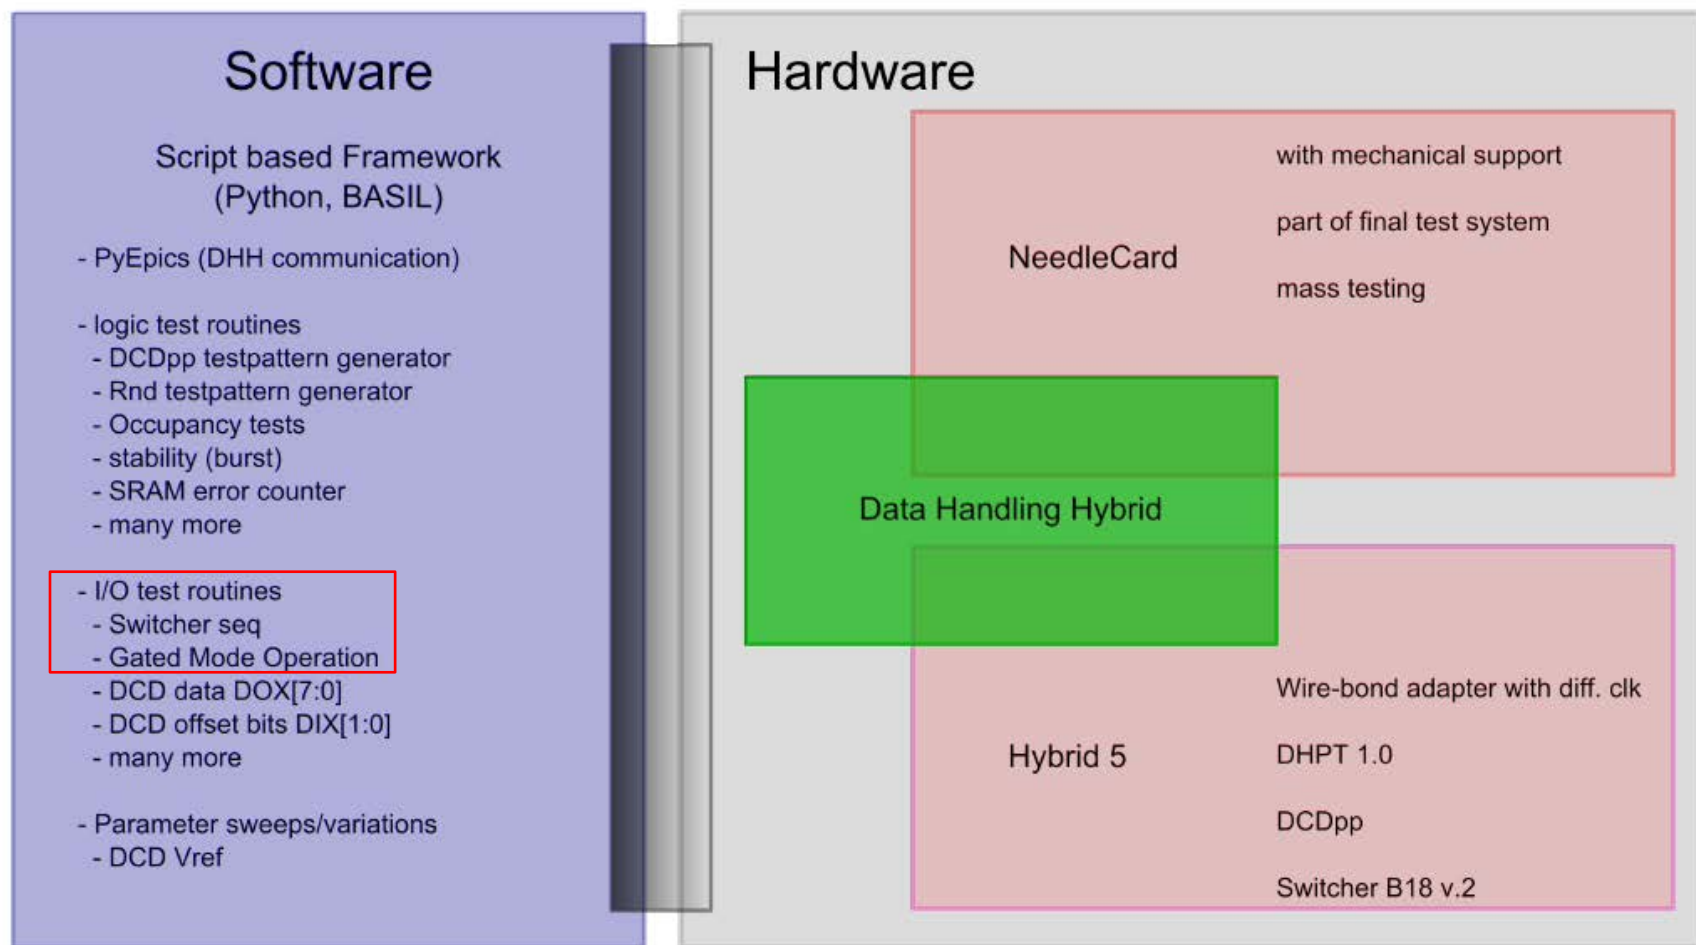 Software
Script based Framework
(Python, BASIL)
- PyEpics (DHH communication)
- logic test routines
- DCDpp testpattern generator
- Rnd testpattern generator
- Occupancy tests
- stability (burst)
- SRAM error counter
- many more
- I/O test routines
- Switcher seq
- Gated Mode Operation
- DCD data DOX[7:0]
- DCD offset bits DIX[1:0]
- many more
- Parameter sweeps/variations
- DCD Vref
Hardware
NeedleCard
with mechanical support
part of final test system
mass testing
Data Handling Hybrid
Hybrid 5
Wire-bond adapter with diff. clk
DHPT 1.0
DCDpp
Switcher B18 v.2